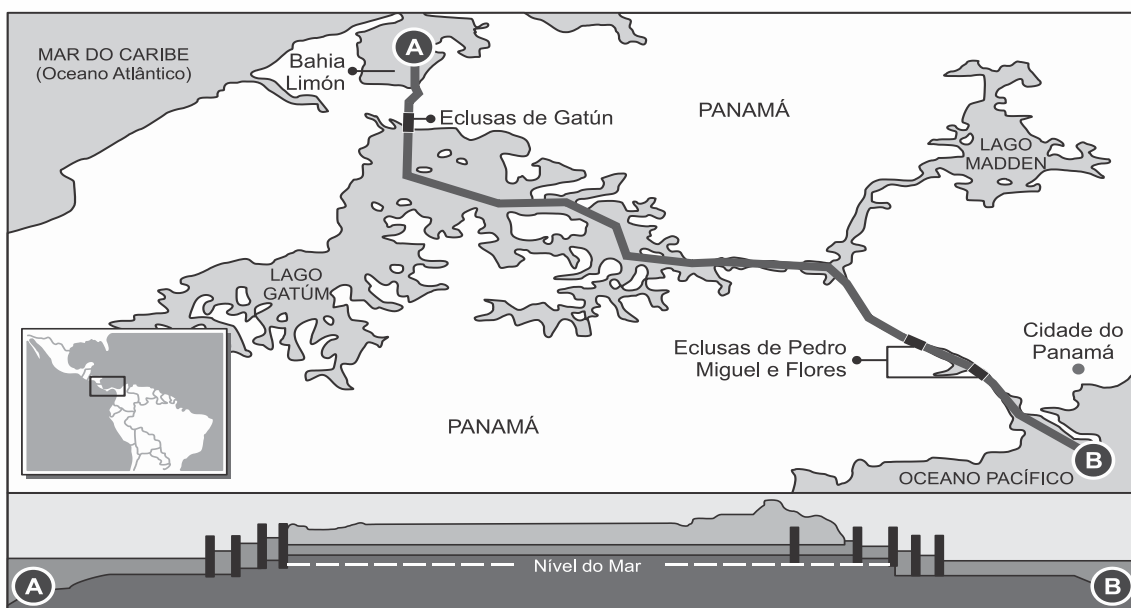 MAR DO CARIBE
(Oceano Atlântico)
Bahia
Limón
A
Eclusas de Gatún
PANAMÁ
LAGO
MADDEN
LAGO
GATÚM
Eclusas de Pedro
Miguel e Flores
Cidade do
Panamá
PANAMÁ
B
OCEANO PACÍFICO
A
Nível do Mar
B